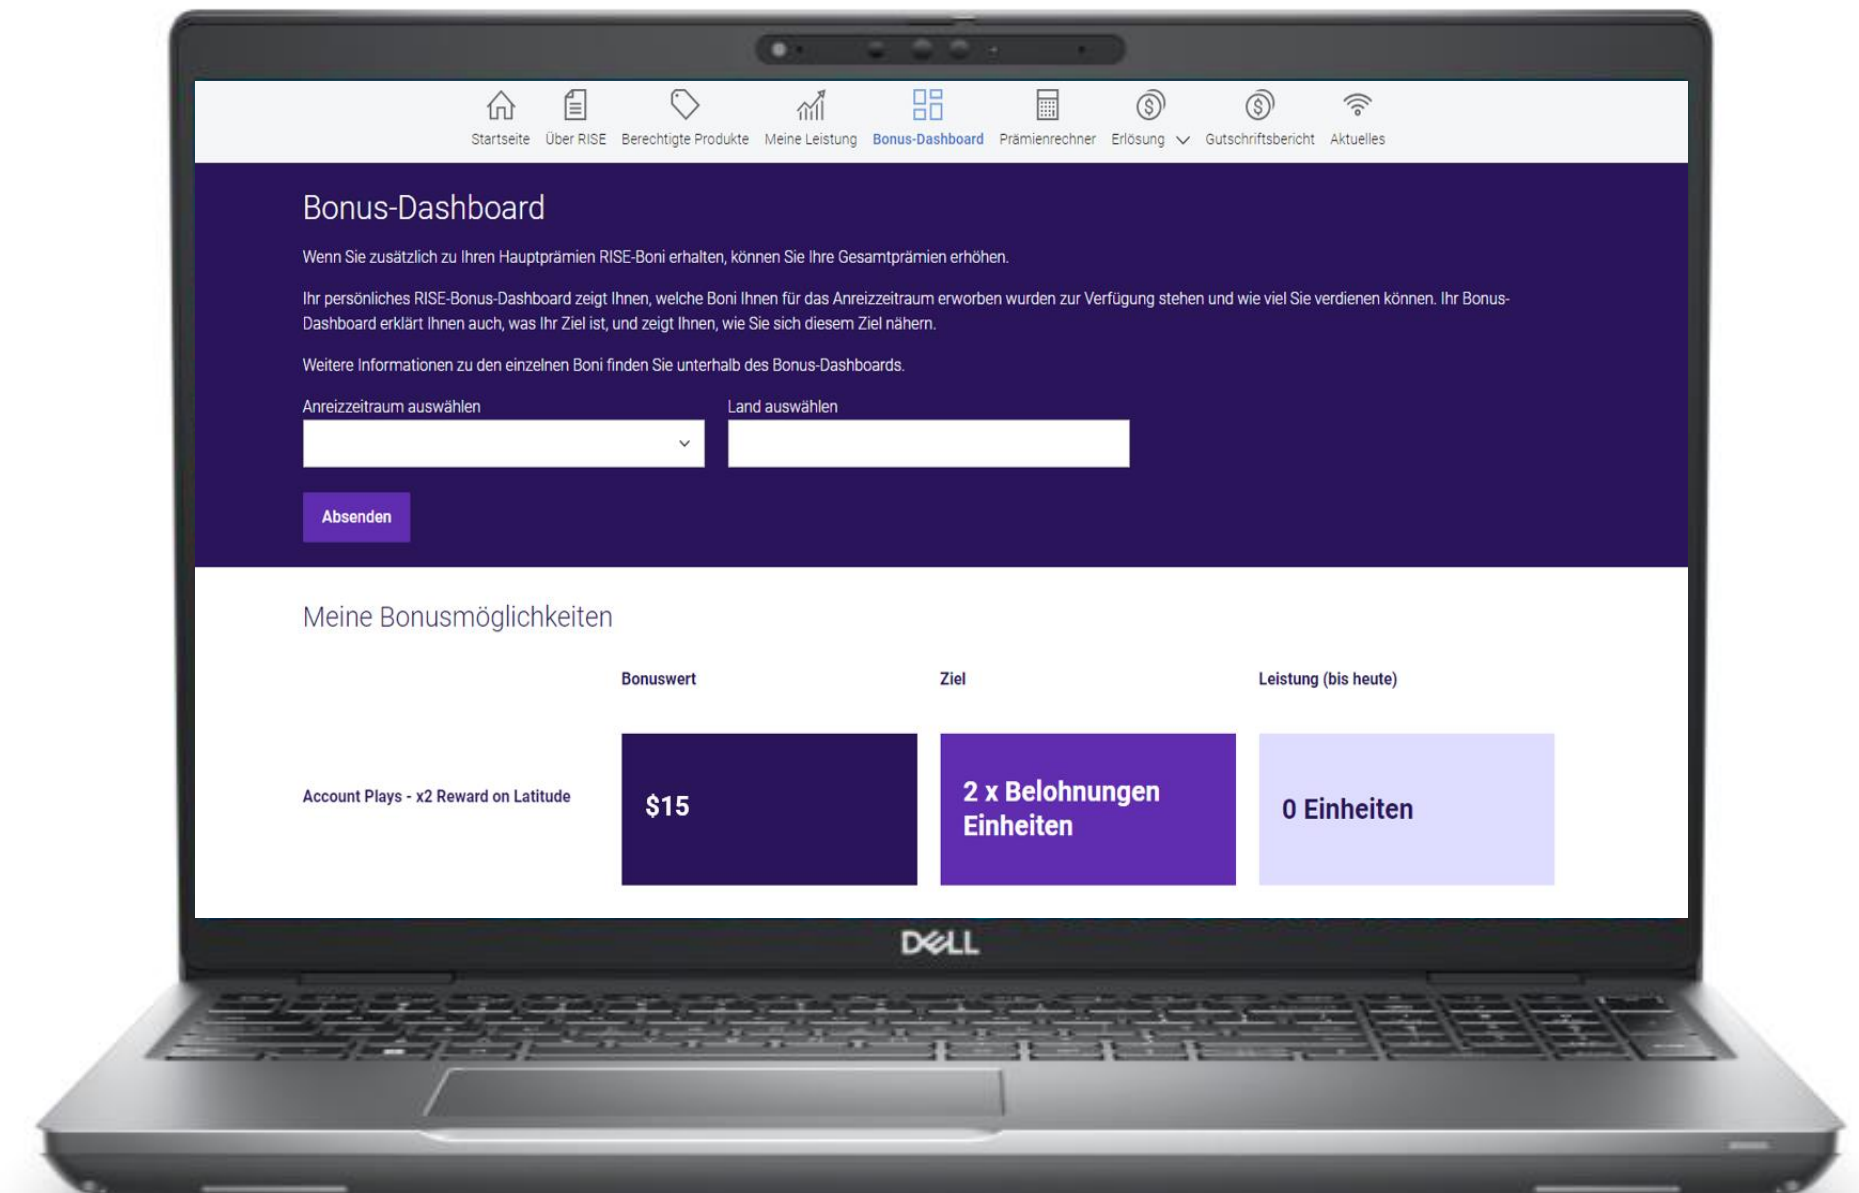 Startseite Über RISE Berechtigte Produkte Meine Leistung Bonus-Dashboard Prämienrechner Erlösung Gutschriftsbericht Aktuelles
Bonus-Dashboard
Wenn Sie zusätzlich zu Ihren Hauptprämien RISE-Boni erhalten, können Sie Ihre Gesamtprämien erhöhen.
Ihr persönliches RISE-Bonus-Dashboard zeigt Ihnen, welche Boni Ihnen für das Anreizzeitraum erworben wurden zur Verfügung stehen und wie viel Sie verdienen können. Ihr Bonus-
Dashboard erklärt Ihnen auch, was Ihr Ziel ist, und zeigt Ihnen, wie Sie sich diesem Ziel nähern.
Weitere Informationen zu den einzelnen Boni finden Sie unterhalb des Bonus-Dashboards.
Anreizzeitraum auswählen Land auswählen
Absenden
Meine Bonusmöglichkeiten
Bonuswert Ziel Leistung (bis heute)
Account Plays - x2 Reward on Latitude
$15
2 x Belohnungen
Einheiten
0 Einheiten
DELL